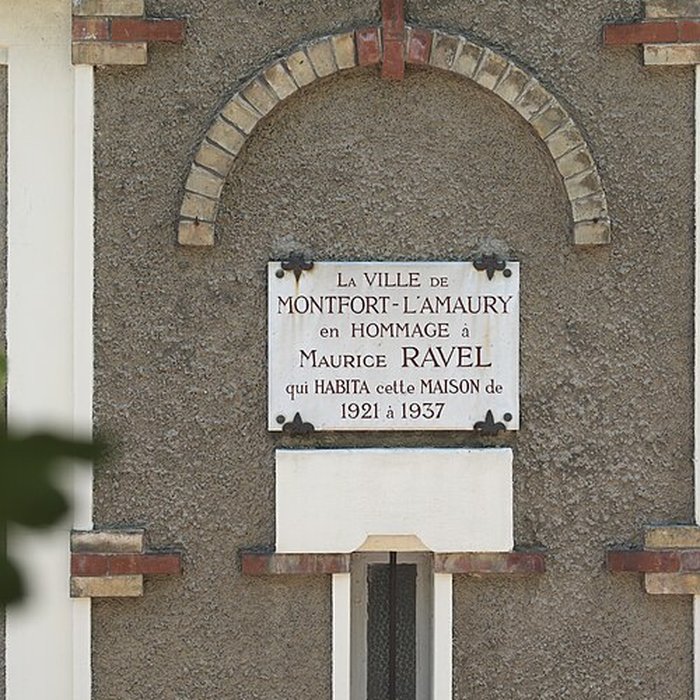 La VILLE de
MONTFORT-L'AMAURY
en HOMMAGE à
Maurice RAVEL
qui HABITA cette MAISON de
1921 à 1937